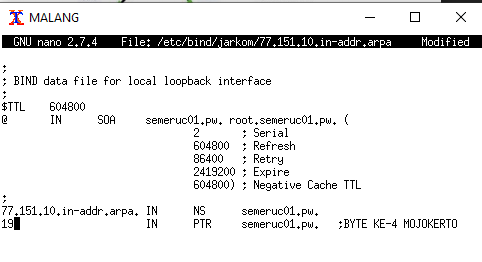 MALANG
GNU nano 2.7.4 File: /etc/bind/jarkom/77.151.10.in-addr.arpa Modified
;
; BIND data file for local loopback interface
;
$TTL 604800
@ IN SOA semeruc01.pw. root.semeruc01.pw. (
2 ; Serial
604800 ; Refresh
86400 ; Retry
2419200 ; Expire
604800) ; Negative Cache TTL
;
77.151.10.in-addr.arpa. IN NS semeruc01.pw.
19 IN PTR semeruc01.pw. ;BYTE KE-4 MOJOKERTO